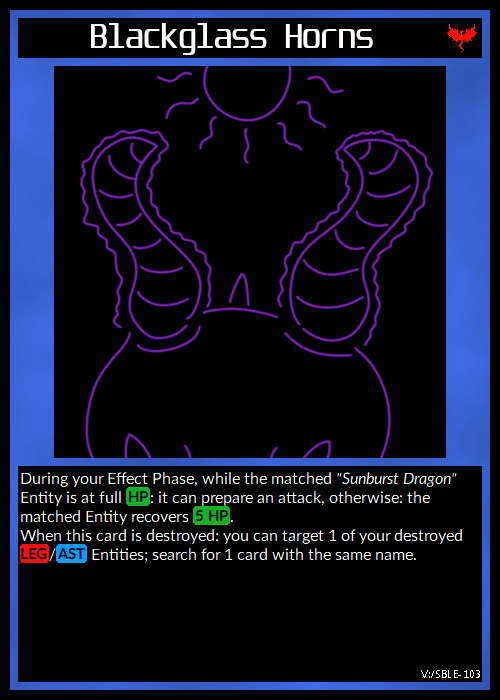 Blackglass Horns
During your Effect Phase, while the matched "Sunburst Dragon"
Entity is at full HP: it can prepare an attack, otherwise: the
matched Entity recovers 5 HP.
When this card is destroyed: you can target 1 of your destroyed
LEG/AST Entities; search for 1 card with the same name.
V:/SBLE-103